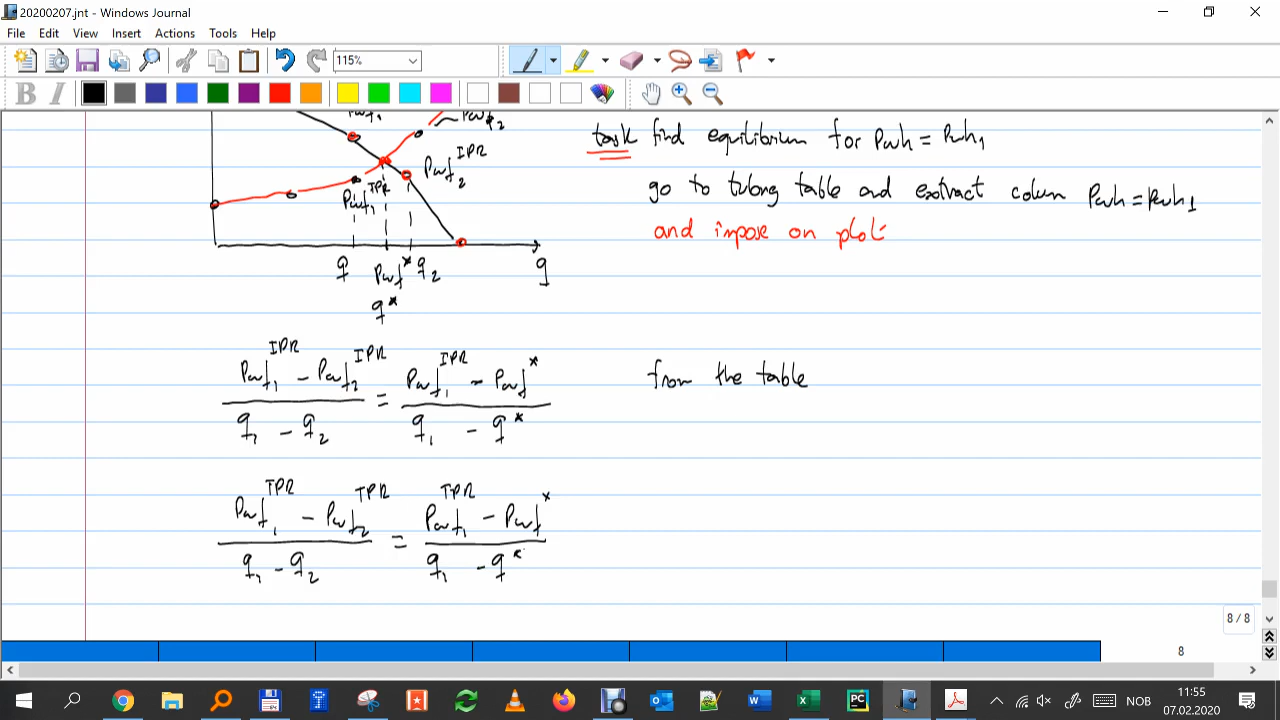 20200207.jnt - Windows Journal
File Edit View Insert Actions Tools Help
115%
B I
Pwf1
Pwf2
task find equilibrium for Pwh = Pwh1
Pwf2 IPR
Pwf1 TPR
go to tubing table and extract column Pwh = Pwh1
and impose on plot
q Pwf* q2 q
q*
Pwf1 IPR - Pwf2 IPR = Pwf1 IPR - Pwf*
q1 - q2 q1 - q*
from the table
Pwf1 TPR - Pwf2 TPR = Pwf1 TPR - Pwf*
q1 - q2 q1 - q*
8 / 8
8
NOB
11:55
07.02.2020